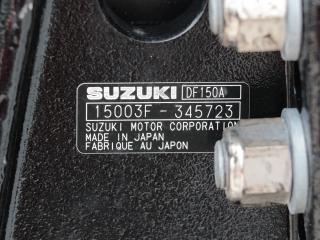 SUZUKI DF150A
15003F - 345723
SUZUKI MOTOR CORPORATION
MADE IN JAPAN
FABRIQUE AU JAPON